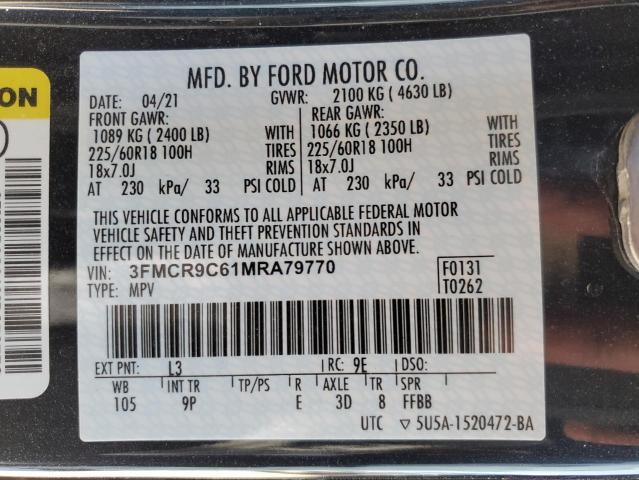 MFD. BY FORD MOTOR CO.
DATE: 04/21 GVWR: 2100 KG ( 4630 LB)
FRONT GAWR: REAR GAWR:
1089 KG ( 2400 LB) WITH 1066 KG ( 2350 LB) WITH
225/60R18 100H TIRES 225/60R18 100H TIRES
18x7.0J RIMS 18x7.0J RIMS
AT 230 kPa/ 33 PSI COLD AT 230 kPa/ 33 PSI COLD
THIS VEHICLE CONFORMS TO ALL APPLICABLE FEDERAL MOTOR
VEHICLE SAFETY AND THEFT PREVENTION STANDARDS IN
EFFECT ON THE DATE OF MANUFACTURE SHOWN ABOVE.
VIN: 3FMCR9C61MRA79770 F0131
TYPE: MPV T0262
EXT PNT: L3 RC: 9E DSO:
WB INT TR TP/PS R AXLE TR SPR
105 9P E 3D 8 FFBB
UTC ▽ 5U5A-1520472-BA
ON